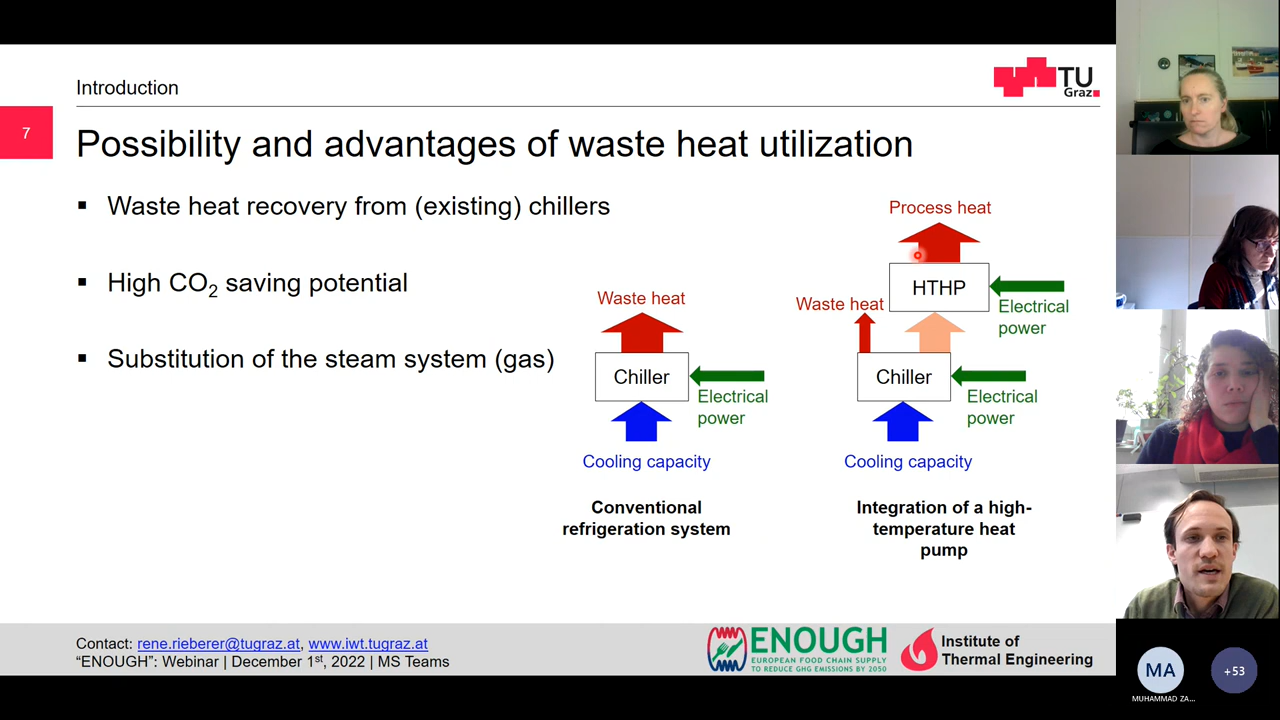 Introduction
TU
Graz
7
Possibility and advantages of waste heat utilization
▪ Waste heat recovery from (existing) chillers
▪ High CO₂ saving potential
▪ Substitution of the steam system (gas)
Waste heat
Chiller
Electrical
power
Cooling capacity
Conventional
refrigeration system
Process heat
HTHP
Electrical
power
Waste heat
Chiller
Electrical
power
Cooling capacity
Integration of a high-
temperature heat
pump
Contact: rene.rieberer@tugraz.at, www.iwt.tugraz.at
“ENOUGH”: Webinar | December 1st, 2022 | MS Teams
ENOUGH
EUROPEAN FOOD CHAIN SUPPLY
TO REDUCE GHG EMISSIONS BY 2050
Institute of
Thermal Engineering
MA
MUHAMMAD ZA...
+53